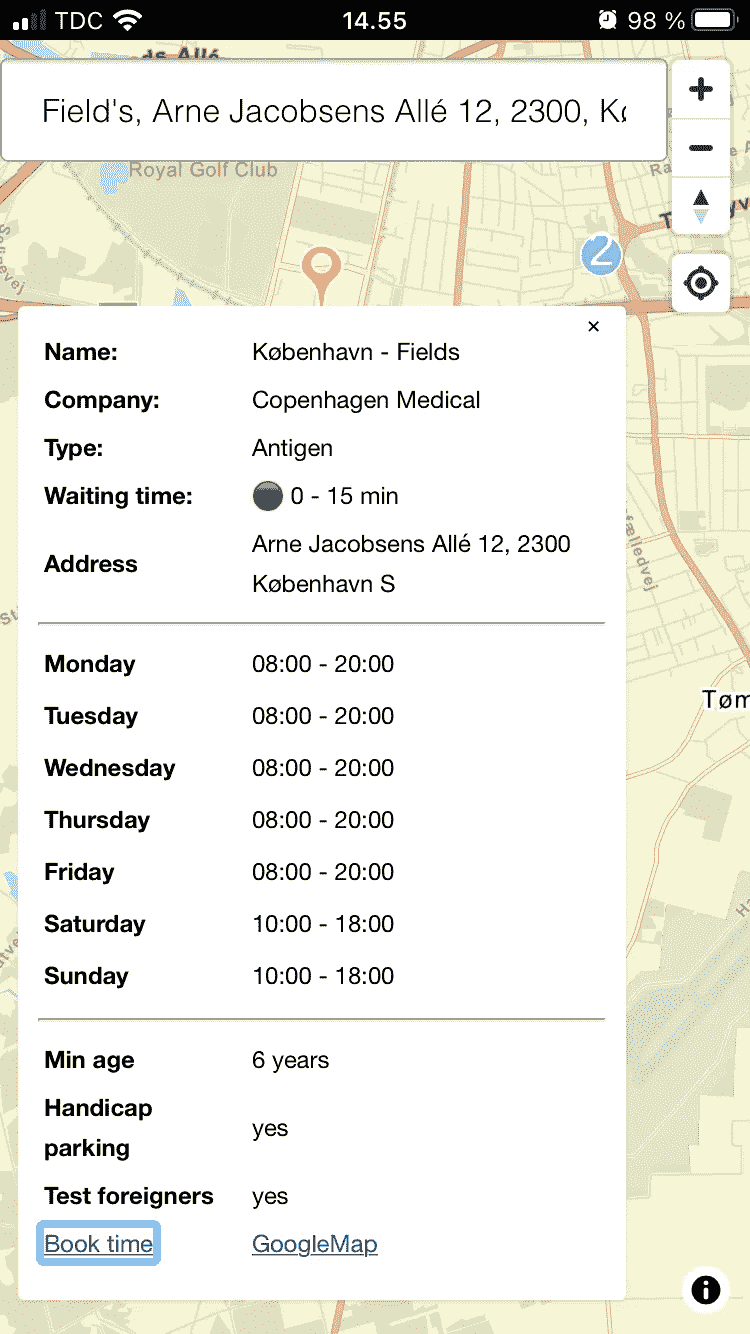 TDC 14.55 98 %
ds Allé
Field's, Arne Jacobsens Allé 12, 2300, Kø
Royal Golf Club
2
×
Name: København - Fields
Company: Copenhagen Medical
Type: Antigen
Waiting time: 0 - 15 min
Address Arne Jacobsens Allé 12, 2300
København S
Monday 08:00 - 20:00
Tuesday 08:00 - 20:00
Wednesday 08:00 - 20:00
Tøm
Thursday 08:00 - 20:00
Friday 08:00 - 20:00
Saturday 10:00 - 18:00
Sunday 10:00 - 18:00
Min age 6 years
Handicap
parking yes
Test foreigners yes
Book time GoogleMap